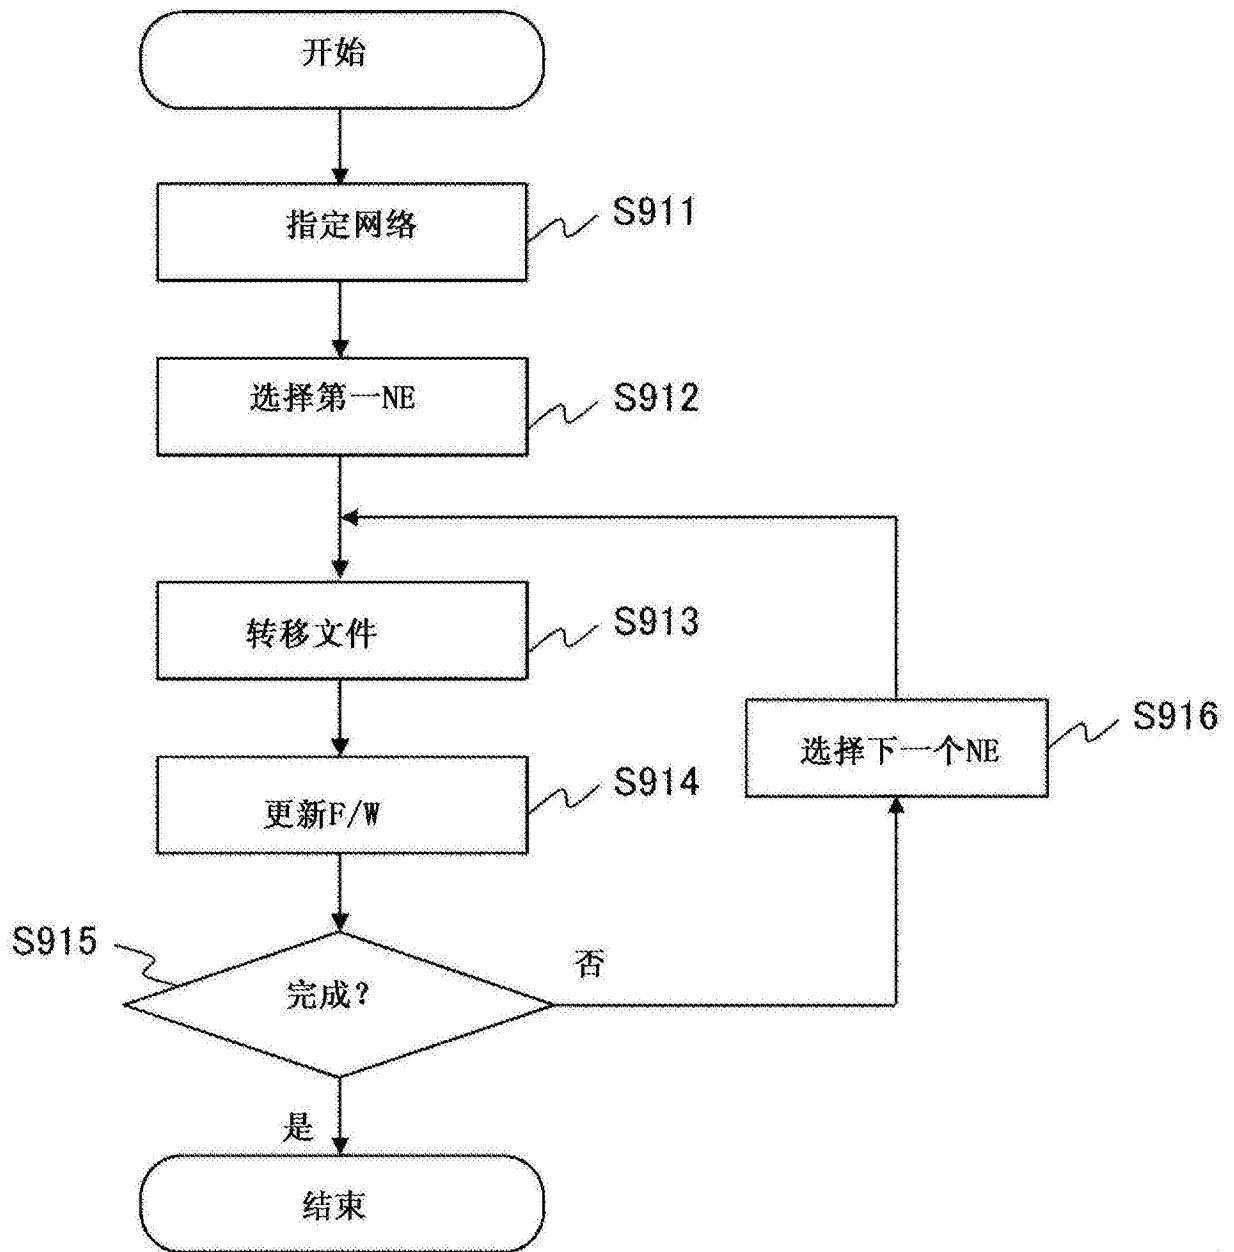 开始
指定网络
S911
选择第一NE
S912
转移文件
S913
选择下一个NE
S916
更新F/W
S914
S915
完成?
否
是
结束